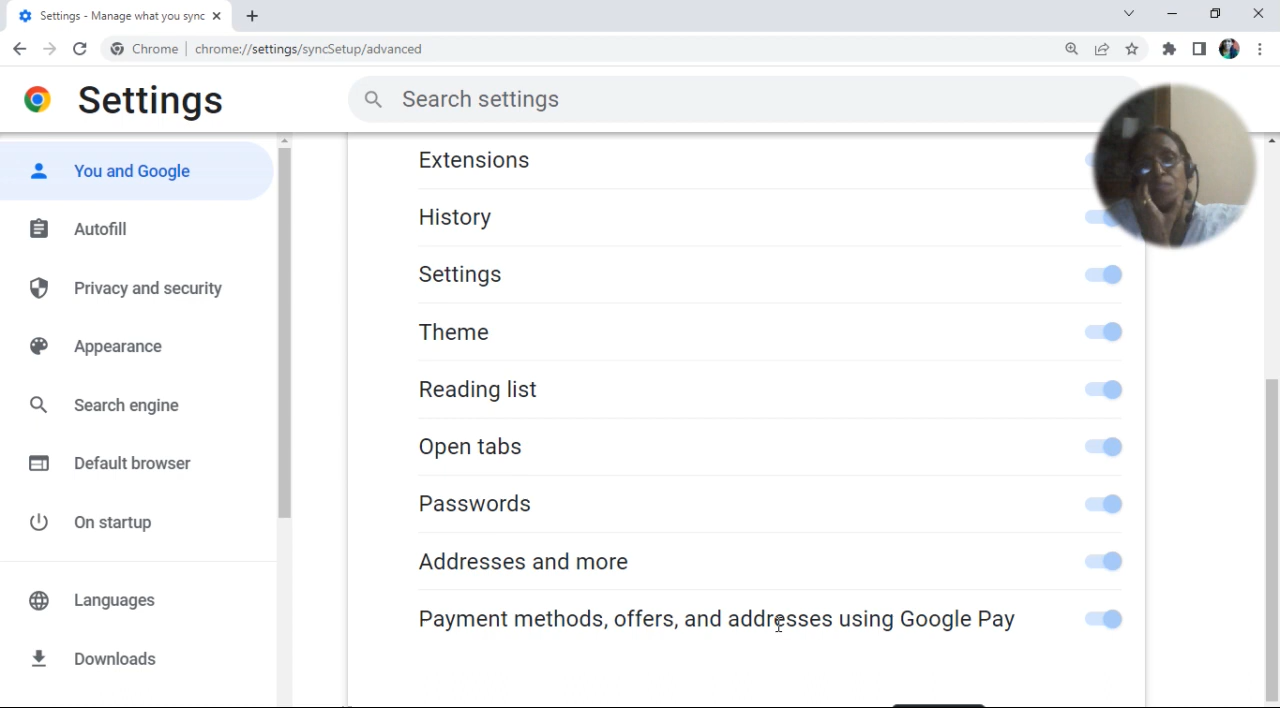 Settings - Manage what you sync
Chrome
chrome://settings/syncSetup/advanced
Settings
Search settings
You and Google
Autofill
Privacy and security
Appearance
Search engine
Default browser
On startup
Languages
Downloads
Extensions
History
Settings
Theme
Reading list
Open tabs
Passwords
Addresses and more
Payment methods, offers, and addresses using Google Pay